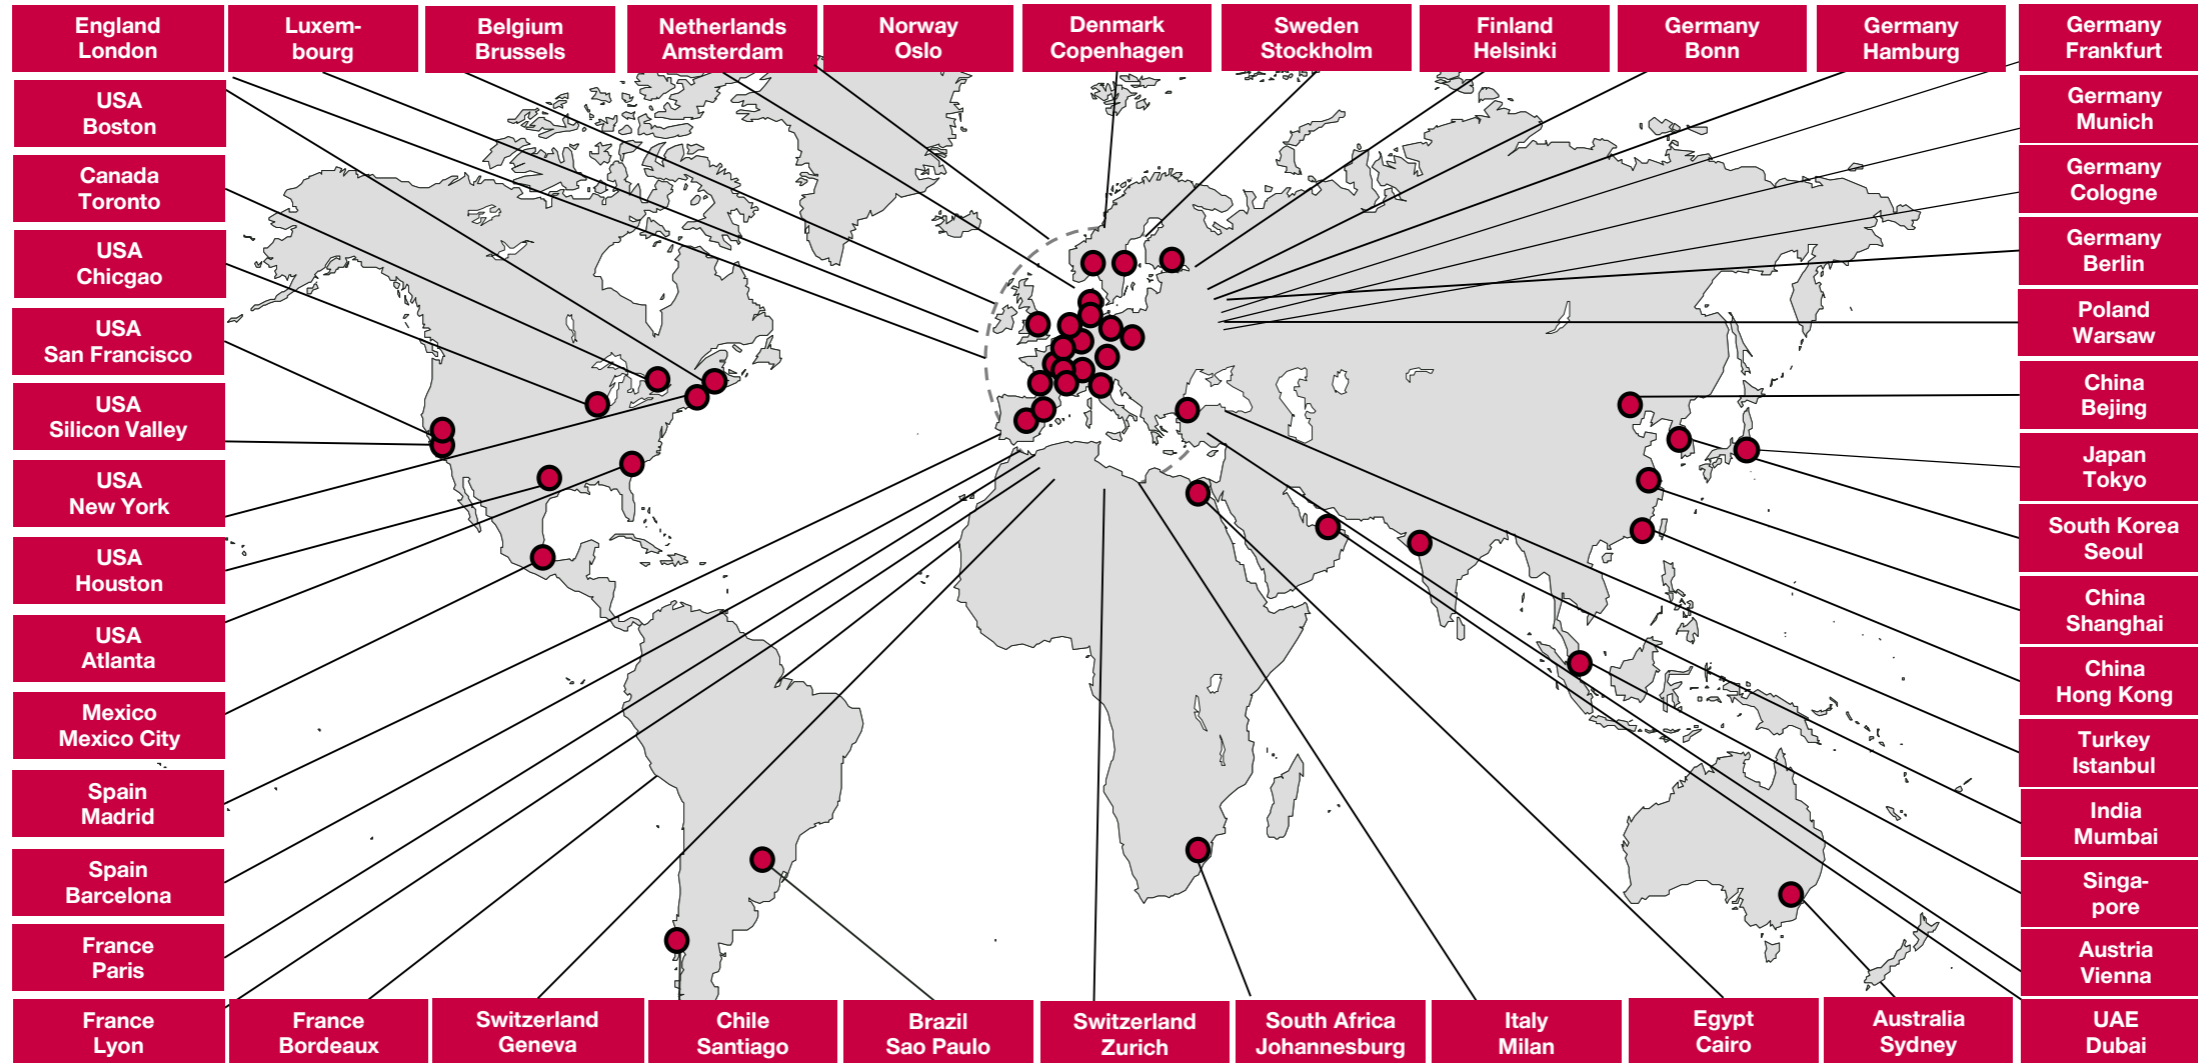 England
London
Luxem-
bourg
Belgium
Brussels
Netherlands
Amsterdam
Norway
Oslo
Denmark
Copenhagen
Sweden
Stockholm
Finland
Helsinki
Germany
Bonn
Germany
Hamburg
Germany
Frankfurt
USA
Boston
Canada
Toronto
USA
Chicgao
USA
San Francisco
USA
Silicon Valley
USA
New York
USA
Houston
USA
Atlanta
Mexico
Mexico City
Spain
Madrid
Spain
Barcelona
France
Paris
Germany
Munich
Germany
Cologne
Germany
Berlin
Poland
Warsaw
China
Bejing
Japan
Tokyo
South Korea
Seoul
China
Shanghai
China
Hong Kong
Turkey
Istanbul
India
Mumbai
Singa-
pore
Austria
Vienna
France
Lyon
France
Bordeaux
Switzerland
Geneva
Chile
Santiago
Brazil
Sao Paulo
Switzerland
Zurich
South Africa
Johannesburg
Italy
Milan
Egypt
Cairo
Australia
Sydney
UAE
Dubai